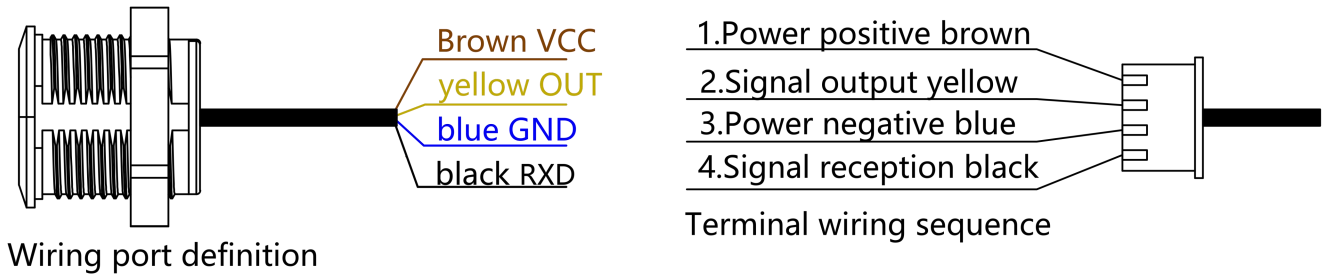 Brown VCC
yellow OUT
blue GND
black RXD
Wiring port definition
1.Power positive brown
2.Signal output yellow
3.Power negative blue
4.Signal reception black
Terminal wiring sequence